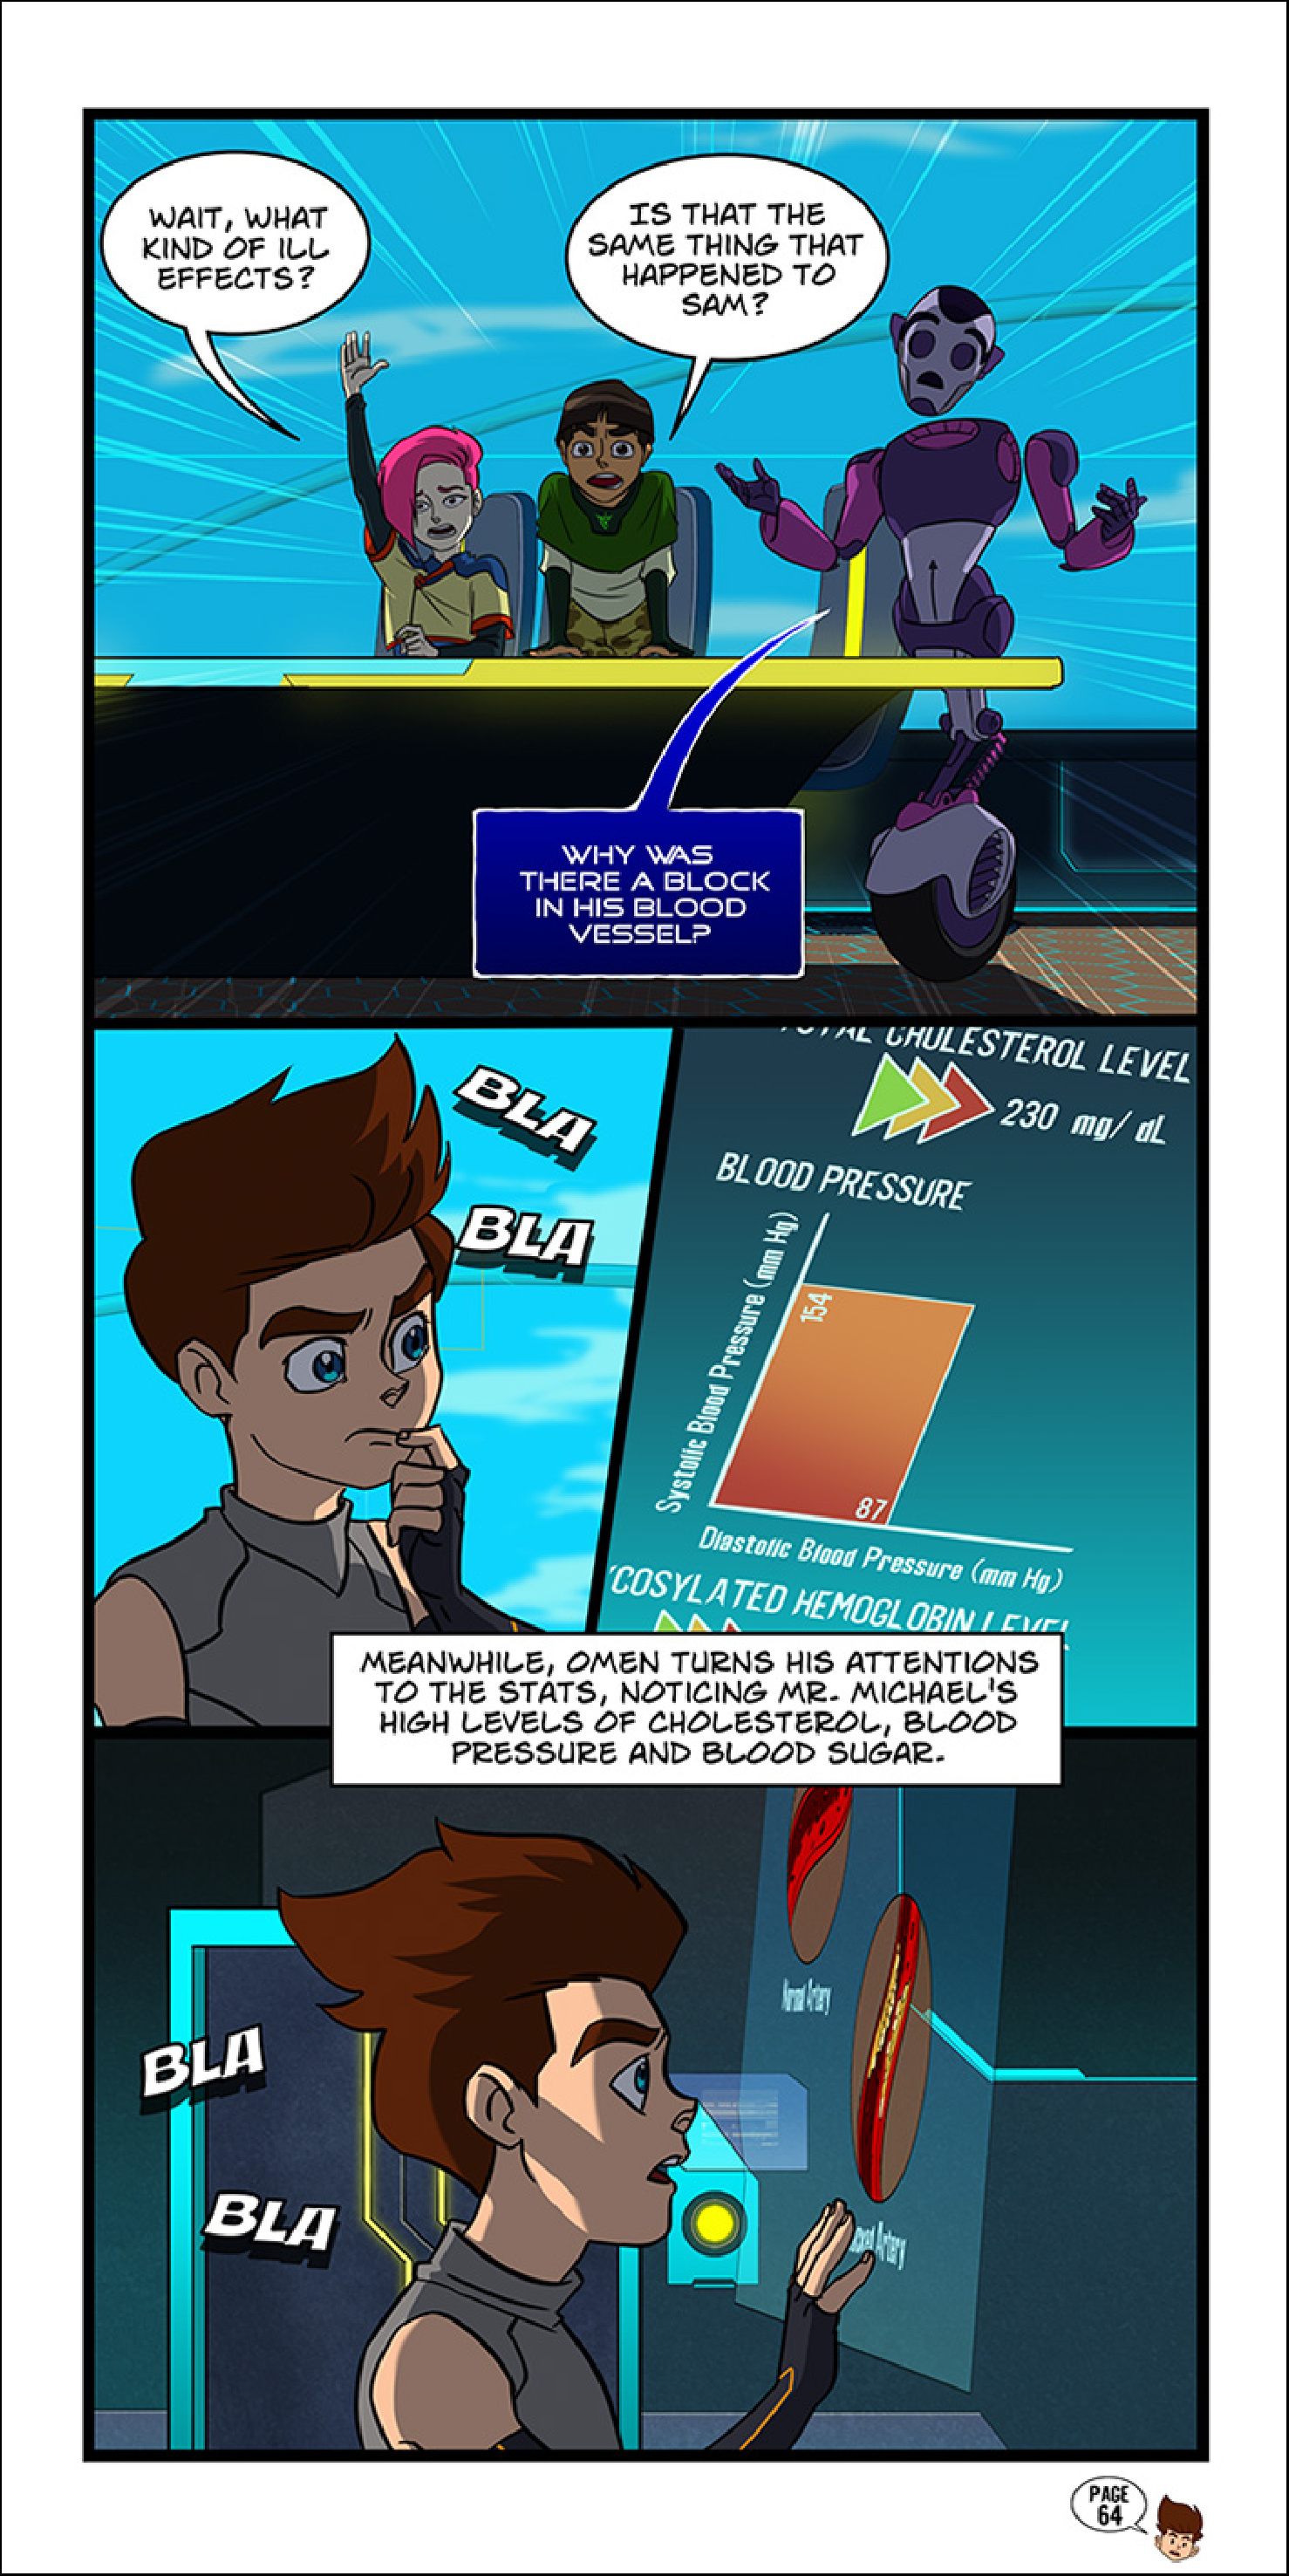 WAIT, WHAT
KIND OF ILL
EFFECTS?
IS THAT THE
SAME THING THAT
HAPPENED TO
SAM?
WHY WAS
THERE A BLOCK
IN HIS BLOOD
VESSEL?
BLA
BLA
CHOLESTEROL LEVEL
230 mg/dL
BLOOD PRESSURE
Systolic Blood Pressure (mm Hg)
154
87
Diastolic Blood Pressure (mm Hg)
COSYLATED HEMOGLOBIN LEVEL
MEANWHILE, OMEN TURNS HIS ATTENTIONS
TO THE STATS, NOTICING MR. MICHAEL'S
HIGH LEVELS OF CHOLESTEROL, BLOOD
PRESSURE AND BLOOD SUGAR.
Normal Artery
BLA
BLA
cked Artery
PAGE
64